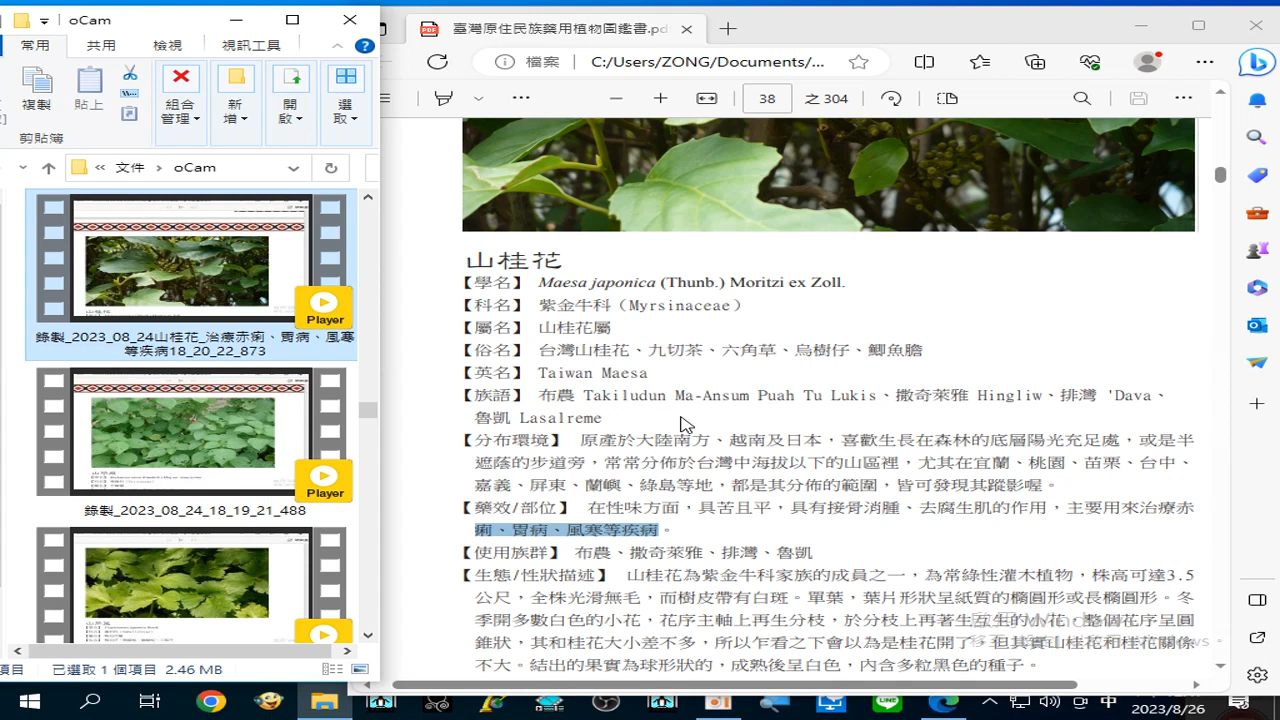 oCam
臺灣原住民族藥用植物圖鑑書.pd
常用 共用 檢視 視訊工具
檔案 C:/Users/ZONG/Documents/...
複製 貼上 組合管理 新增 開啟 選取
剪貼簿
38 之 304
文件 oCam
Player
錄製_2023_08_24山桂花_治療赤痢、胃病、風寒
等疾病18_20_22_873
Player
錄製_2023_08_24_18_19_21_488
項目 已選取 1 個項目 2.46 MB
山桂花
【學名】 Maesa japonica (Thunb.) Moritzi ex Zoll.
【科名】 紫金牛科（Myrsinaceae）
【屬名】 山桂花屬
【俗名】 台灣山桂花、九切茶、六角草、烏樹仔、鯽魚膽
【英名】 Taiwan Maesa
【族語】 布農 Takiludun Ma-Ansum Puah Tu Lukis、撒奇萊雅 Hingliw、排灣 'Dava、
魯凱 Lasalreme
【分布環境】 原產於大陸南方、越南及日本，喜歡生長在森林的底層陽光充足處，或是半
遮蔭的步道旁，常常分佈於台灣中海拔以下的山區裡，尤其在宜蘭、桃園、苗栗、台中、
嘉義、屏東、蘭嶼、綠島等地，都是其分佈的範圍，皆可發現其蹤影喔。
【藥效/部位】 在性味方面，具苦且平，具有接骨消腫、去腐生肌的作用，主要用來治療赤
痢、胃病、風寒等疾病。
【使用族群】 布農、撒奇萊雅、排灣、魯凱
【生態/性狀描述】 山桂花為紫金牛科家族的成員之一，為常綠性灌木植物，株高可達3.5
公尺，全株光滑無毛，而樹皮帶有白斑。單葉，葉片形狀呈紙質的橢圓形或長橢圓形。冬
季開多數白色的小花，花序主軸上再生分枝，於分枝上再著生密生的小花，整個花序呈圓
錐狀，其和桂花大小差不多，所以乍看之下會以為是桂花開了，但其實山桂花和桂花關係
不大。結出的果實為球形狀的，成熟後呈白色，內含多粒黑色的種子。
LINE
中
2023/8/26